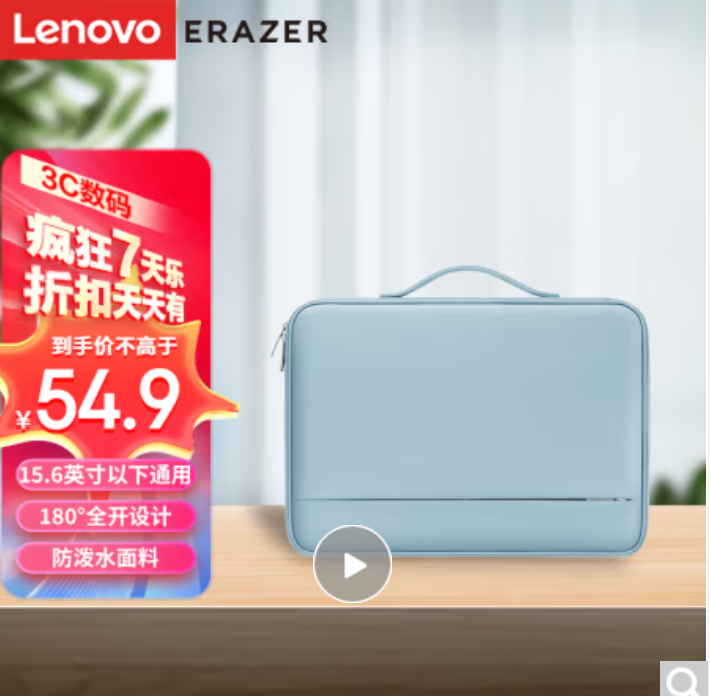 Lenovo ERAZER
3C数码
疯狂7天乐
折扣天天有
到手价不高于
¥54.9
15.6英寸以下通用
180°全开设计
防泼水面料